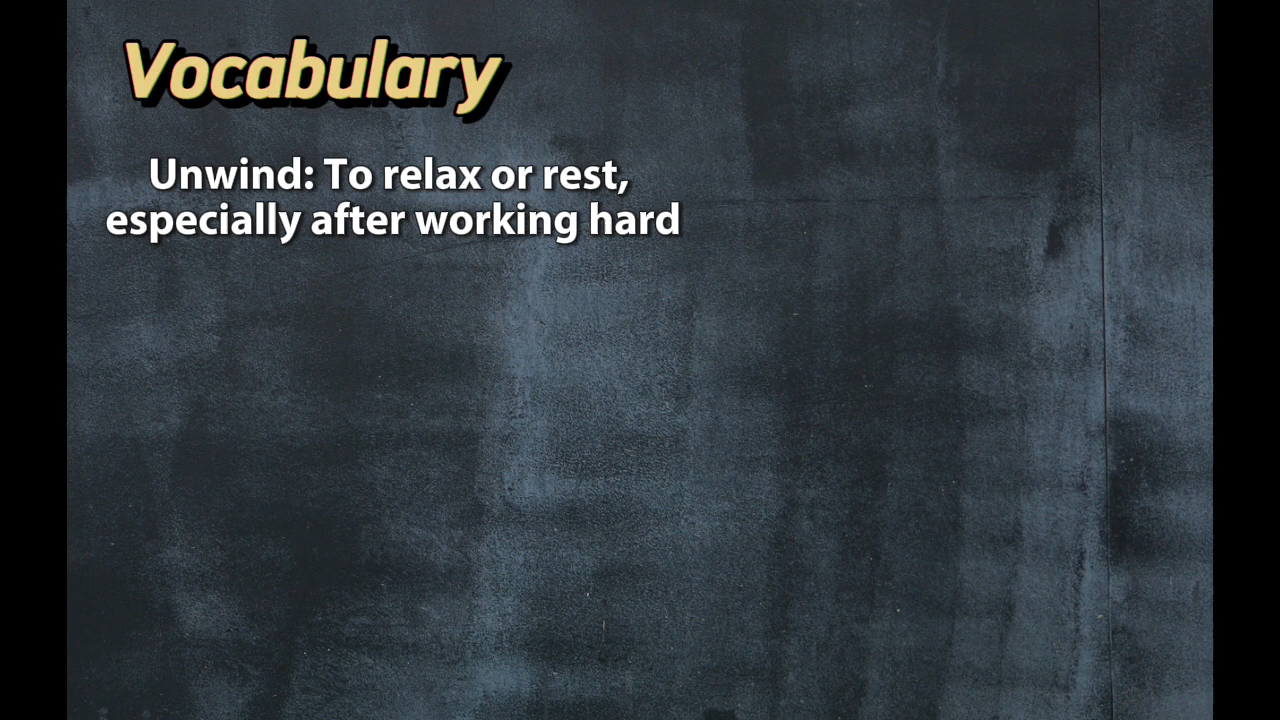 Vocabulary
Unwind: To relax or rest,
especially after working hard